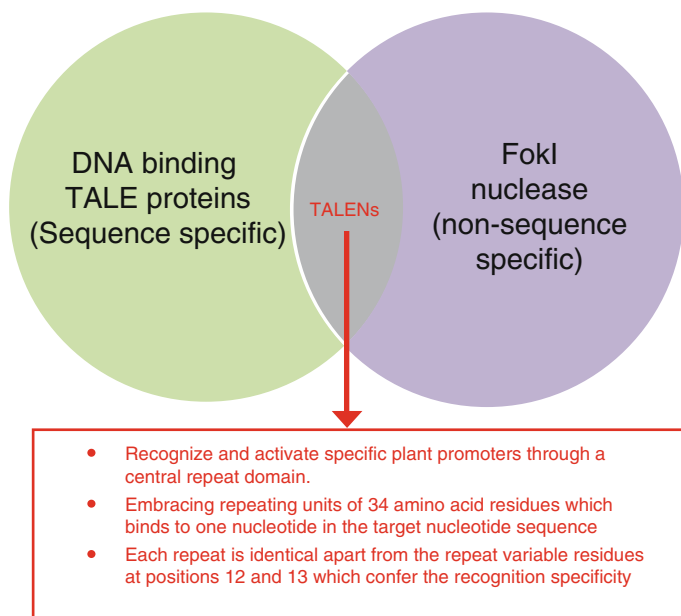 DNA binding
TALE proteins
(Sequence specific)
TALENs
FokI
nuclease
(non-sequence
specific)
• Recognize and activate specific plant promoters through a
central repeat domain.
• Embracing repeating units of 34 amino acid residues which
binds to one nucleotide in the target nucleotide sequence
• Each repeat is identical apart from the repeat variable residues
at positions 12 and 13 which confer the recognition specificity